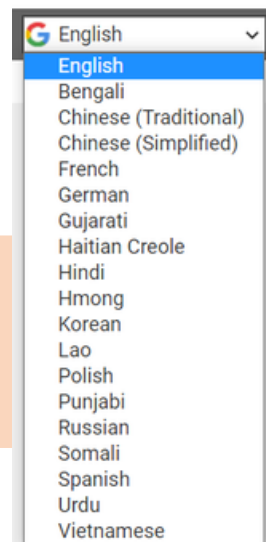 English
English
Bengali
Chinese (Traditional)
Chinese (Simplified)
French
German
Gujarati
Haitian Creole
Hindi
Hmong
Korean
Lao
Polish
Punjabi
Russian
Somali
Spanish
Urdu
Vietnamese